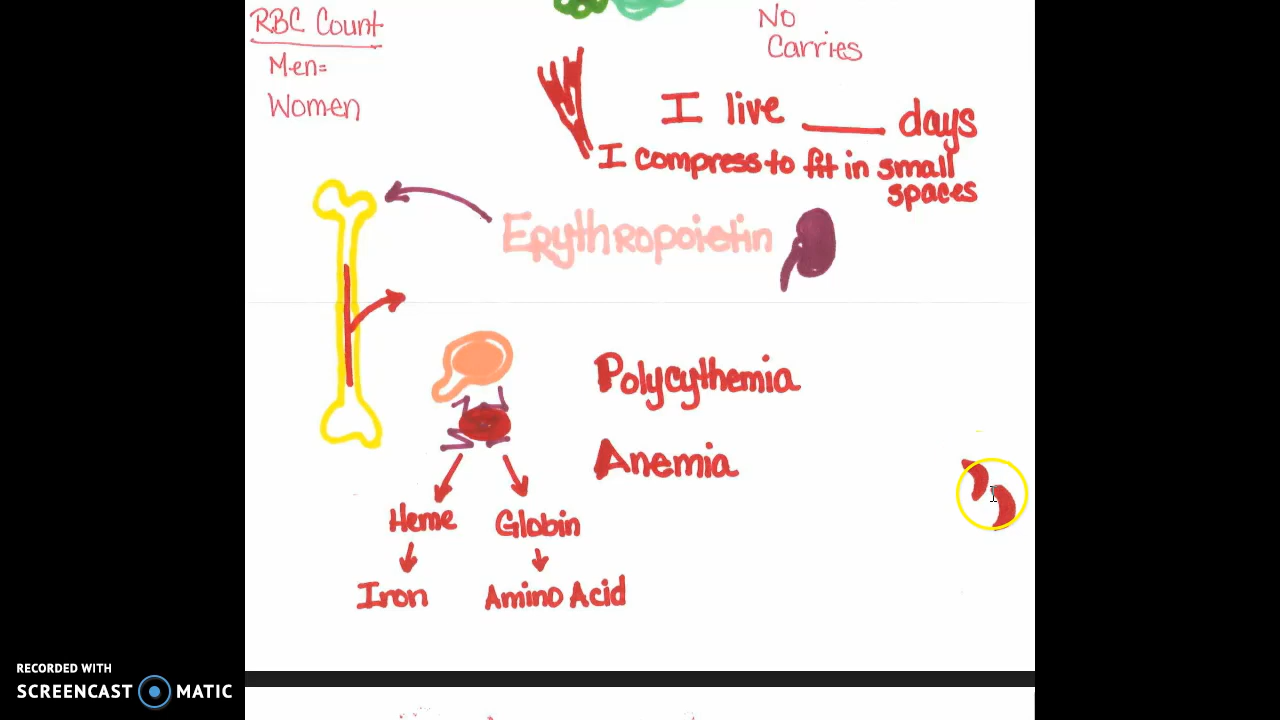 RBC Count
Men=
Women
No
Carries
I live ____ days
I compress to fit in small
spaces
Erythropoietin
Polycythemia
Anemia
Heme
Globin
Iron
Amino Acid
RECORDED WITH
SCREENCAST MATIC